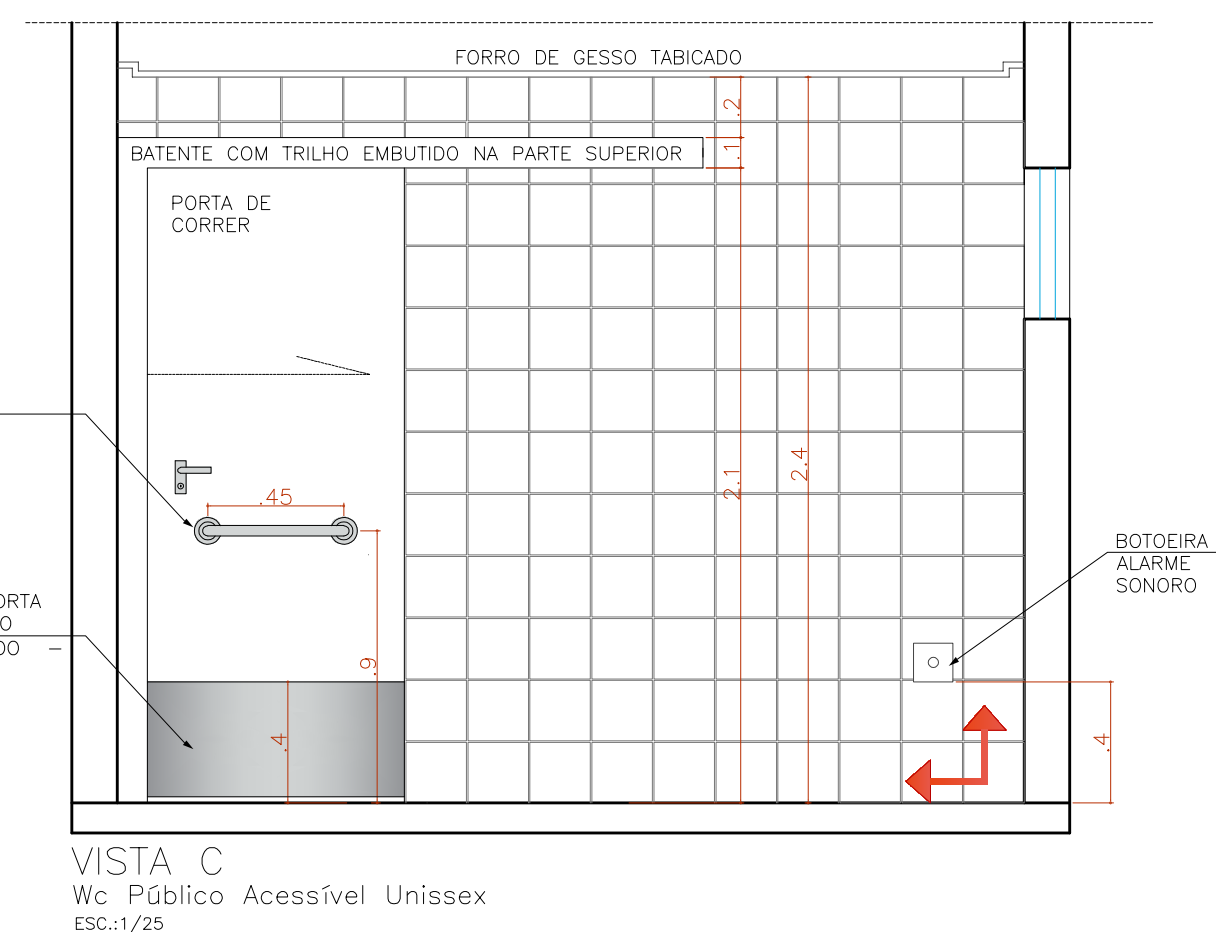 FORRO DE GESSO TABICADO
.2
BATENTE COM TRILHO EMBUTIDO NA PARTE SUPERIOR
.1
PORTA DE
CORRER
2.4
2.1
.45
BOTOEIRA
ALARME
SONORO
.9
.4
.4
VISTA C
Wc Público Acessível Unissex
ESC.:1/25